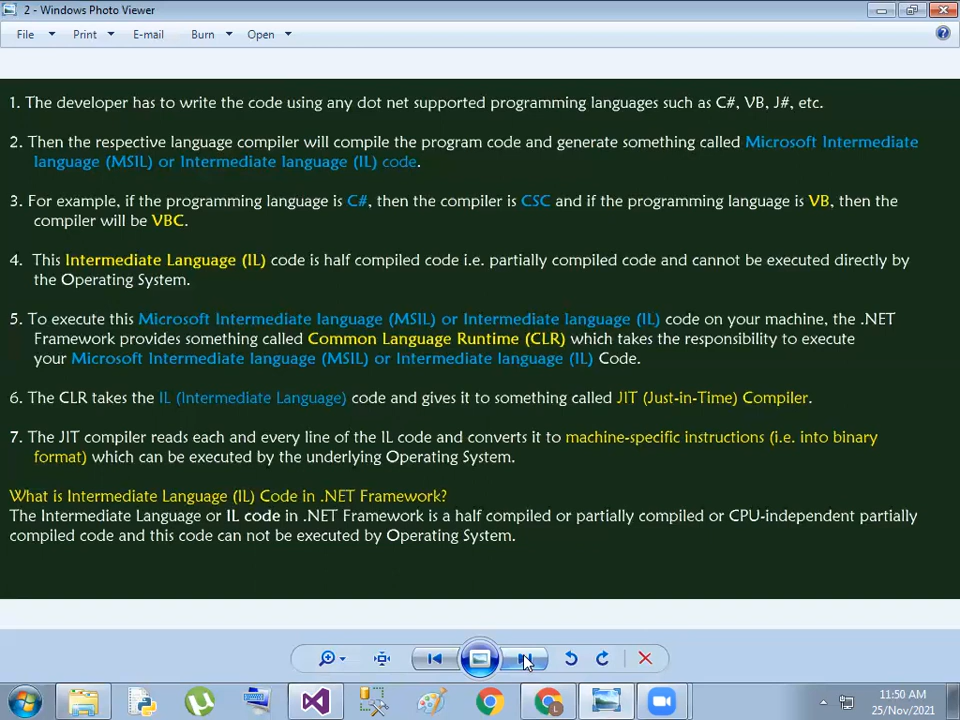 2 - Windows Photo Viewer
File Print E-mail Burn Open
1. The developer has to write the code using any dot net supported programming languages such as C#, VB, J#, etc.
2. Then the respective language compiler will compile the program code and generate something called Microsoft Intermediate
language (MSIL) or Intermediate language (IL) code.
3. For example, if the programming language is C#, then the compiler is CSC and if the programming language is VB, then the
compiler will be VBC.
4. This Intermediate Language (IL) code is half compiled code i.e. partially compiled code and cannot be executed directly by
the Operating System.
5. To execute this Microsoft Intermediate language (MSIL) or Intermediate language (IL) code on your machine, the .NET
Framework provides something called Common Language Runtime (CLR) which takes the responsibility to execute
your Microsoft Intermediate language (MSIL) or Intermediate language (IL) Code.
6. The CLR takes the IL (Intermediate Language) code and gives it to something called JIT (Just-in-Time) Compiler.
7. The JIT compiler reads each and every line of the IL code and converts it to machine-specific instructions (i.e. into binary
format) which can be executed by the underlying Operating System.
What is Intermediate Language (IL) Code in .NET Framework?
The Intermediate Language or IL code in .NET Framework is a half compiled or partially compiled or CPU-independent partially
compiled code and this code can not be executed by Operating System.
11:50 AM
25/Nov/2021